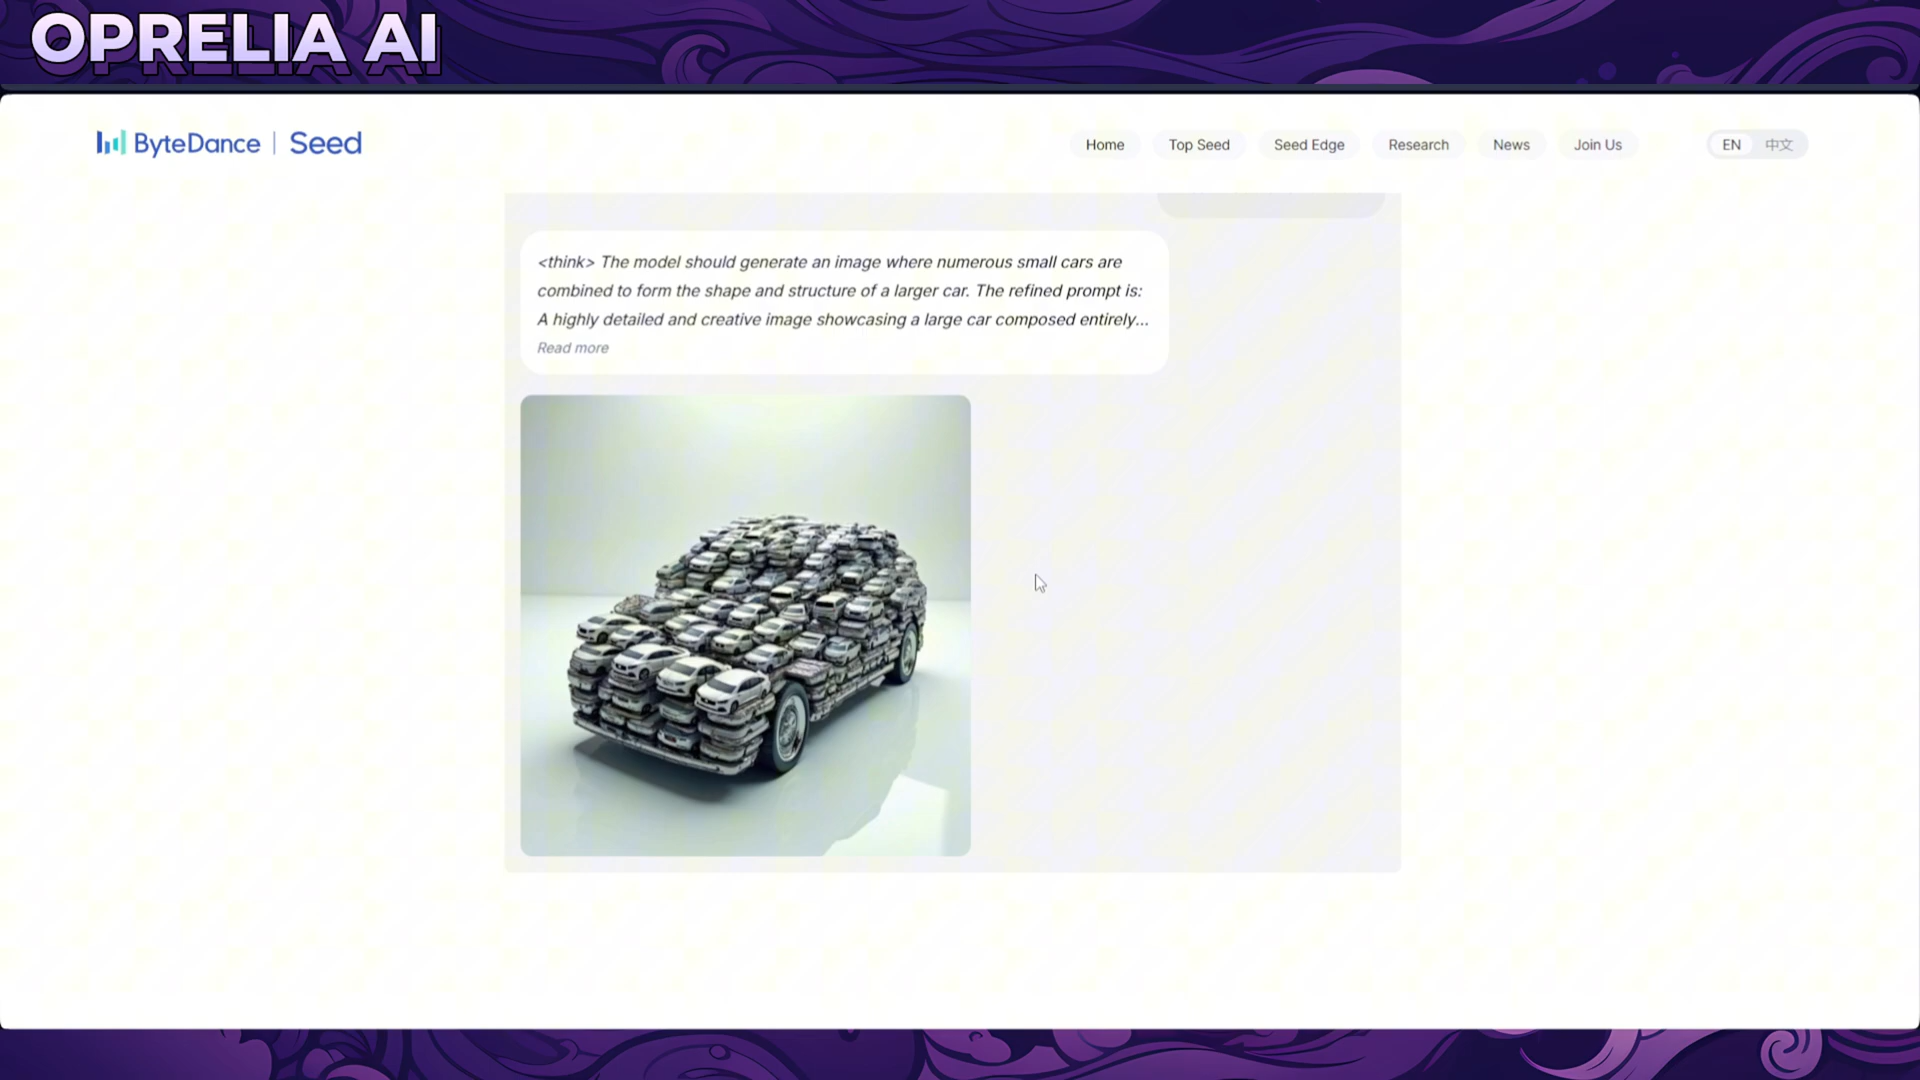 OPRELIA AI
ByteDance | Seed
Home
Top Seed
Seed Edge
Research
News
Join Us
EN
中文
<think> The model should generate an image where numerous small cars are
combined to form the shape and structure of a larger car. The refined prompt is:
A highly detailed and creative image showcasing a large car composed entirely...
Read more